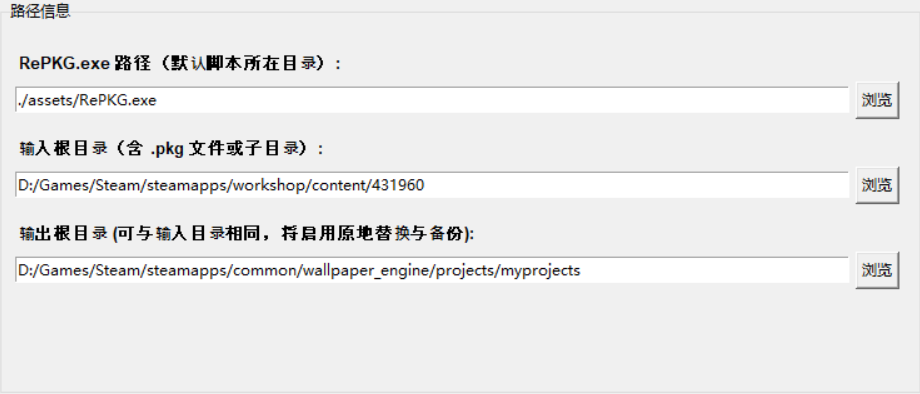 路径信息
RePKG.exe 路径（默认脚本所在目录）:
./assets/RePKG.exe
浏览
输入根目录（含 .pkg 文件或子目录）:
D:/Games/Steam/steamapps/workshop/content/431960
浏览
输出根目录 (可与输入目录相同，将启用原地替换与备份):
D:/Games/Steam/steamapps/common/wallpaper_engine/projects/myprojects
浏览